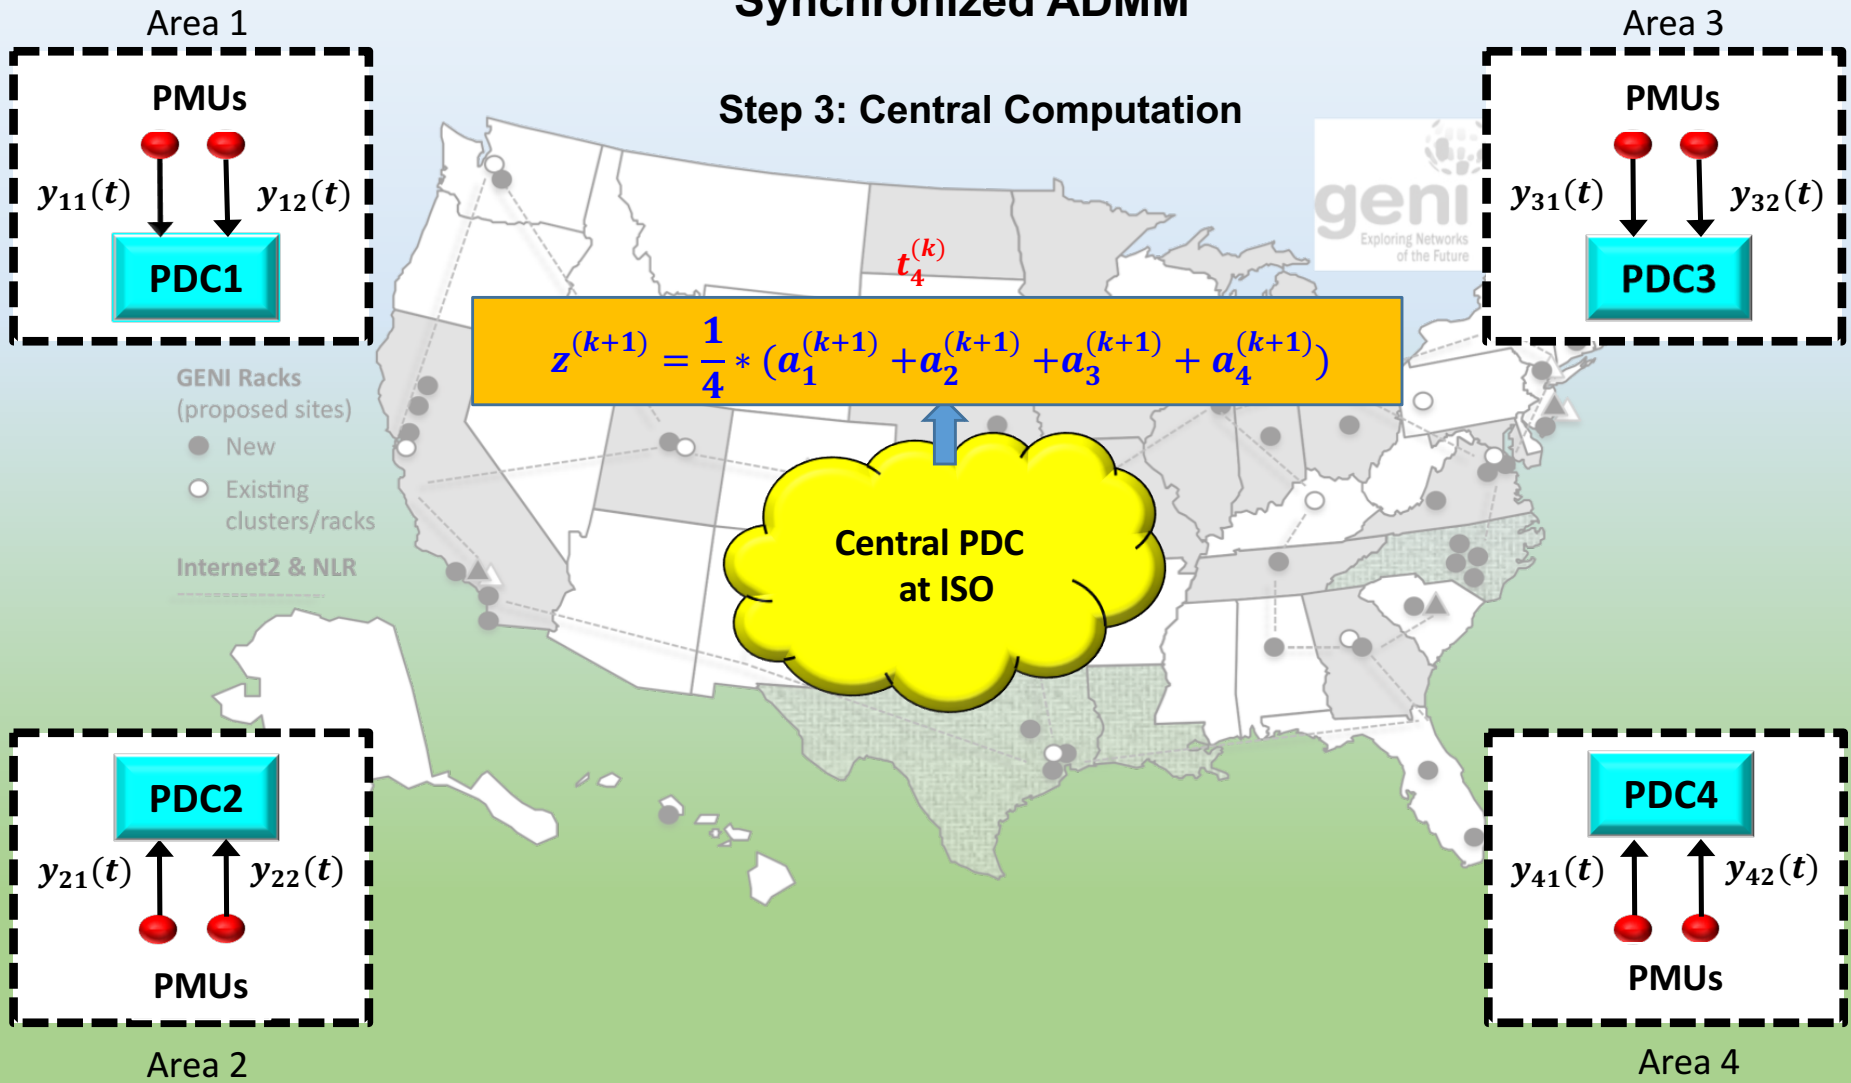 Synchronized ADMM
Step 3: Central Computation
Area 1
PMUs
y₁₁(t) y₁₂(t)
PDC1
Area 3
PMUs
y₃₁(t) y₃₂(t)
PDC3
geni
Exploring Networks
of the Future
t₄⁽ᵏ⁾
z⁽ᵏ⁺¹⁾ = 1/4 * (a₁⁽ᵏ⁺¹⁾ +a₂⁽ᵏ⁺¹⁾ +a₃⁽ᵏ⁺¹⁾ + a₄⁽ᵏ⁺¹⁾)
GENI Racks
(proposed sites)
New
Existing
clusters/racks
Internet2 & NLR
Central PDC
at ISO
PDC2
y₂₁(t) y₂₂(t)
PMUs
Area 2
PDC4
y₄₁(t) y₄₂(t)
PMUs
Area 4